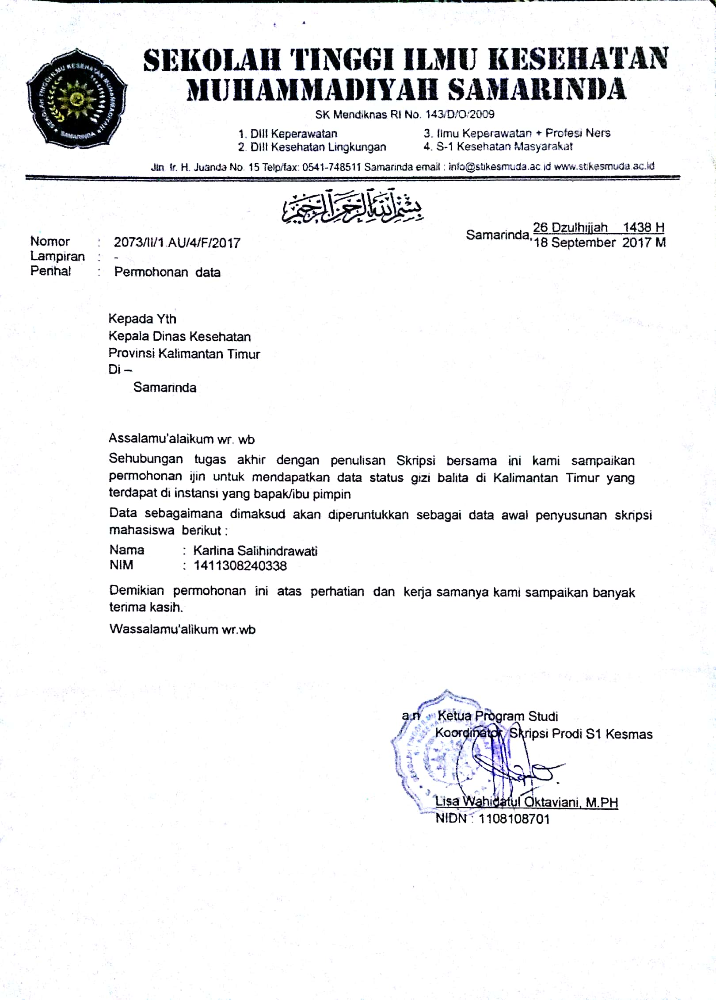 SEKOLAH TINGGI ILMU KESEHATAN
MUHAMMADIYAH SAMARINDA
SK Mendiknas RI No. 143/D/O/2009
1. DIII Keperawatan 3. Ilmu Keperawatan + Profesi Ners
2. DIII Kesehatan Lingkungan 4. S-1 Kesehatan Masyarakat
Jln. Ir. H. Juanda No. 15 Telp/fax: 0541-748511 Samarinda email : info@stikesmuda.ac.id www.stikesmuda.ac.id
SEKOLAH TINGGI ILMU KESEHATAN MUHAMMADIYAH
SAMARINDA
بسم الله الرحمن الرحيم
Samarinda, 26 Dzulhijjah 1438 H
18 September 2017 M
Nomor : 2073/II/1.AU/4/F/2017
Lampiran : -
Perihal : Permohonan data
Kepada Yth
Kepala Dinas Kesehatan
Provinsi Kalimantan Timur
Di –
Samarinda
Assalamu'alaikum wr. wb
Sehubungan tugas akhir dengan penulisan Skripsi bersama ini kami sampaikan
permohonan ijin untuk mendapatkan data status gizi balita di Kalimantan Timur yang
terdapat di instansi yang bapak/ibu pimpin
Data sebagaimana dimaksud akan diperuntukkan sebagai data awal penyusunan skripsi
mahasiswa berikut :
Nama : Karlina Salihindrawati
NIM : 1411308240338
Demikian permohonan ini atas perhatian dan kerja samanya kami sampaikan banyak
terima kasih.
Wassalamu'alikum wr.wb
a.n Ketua Program Studi
Koordinator Skripsi Prodi S1 Kesmas
Lisa Wahidatul Oktaviani, M.PH
NIDN : 1108108701